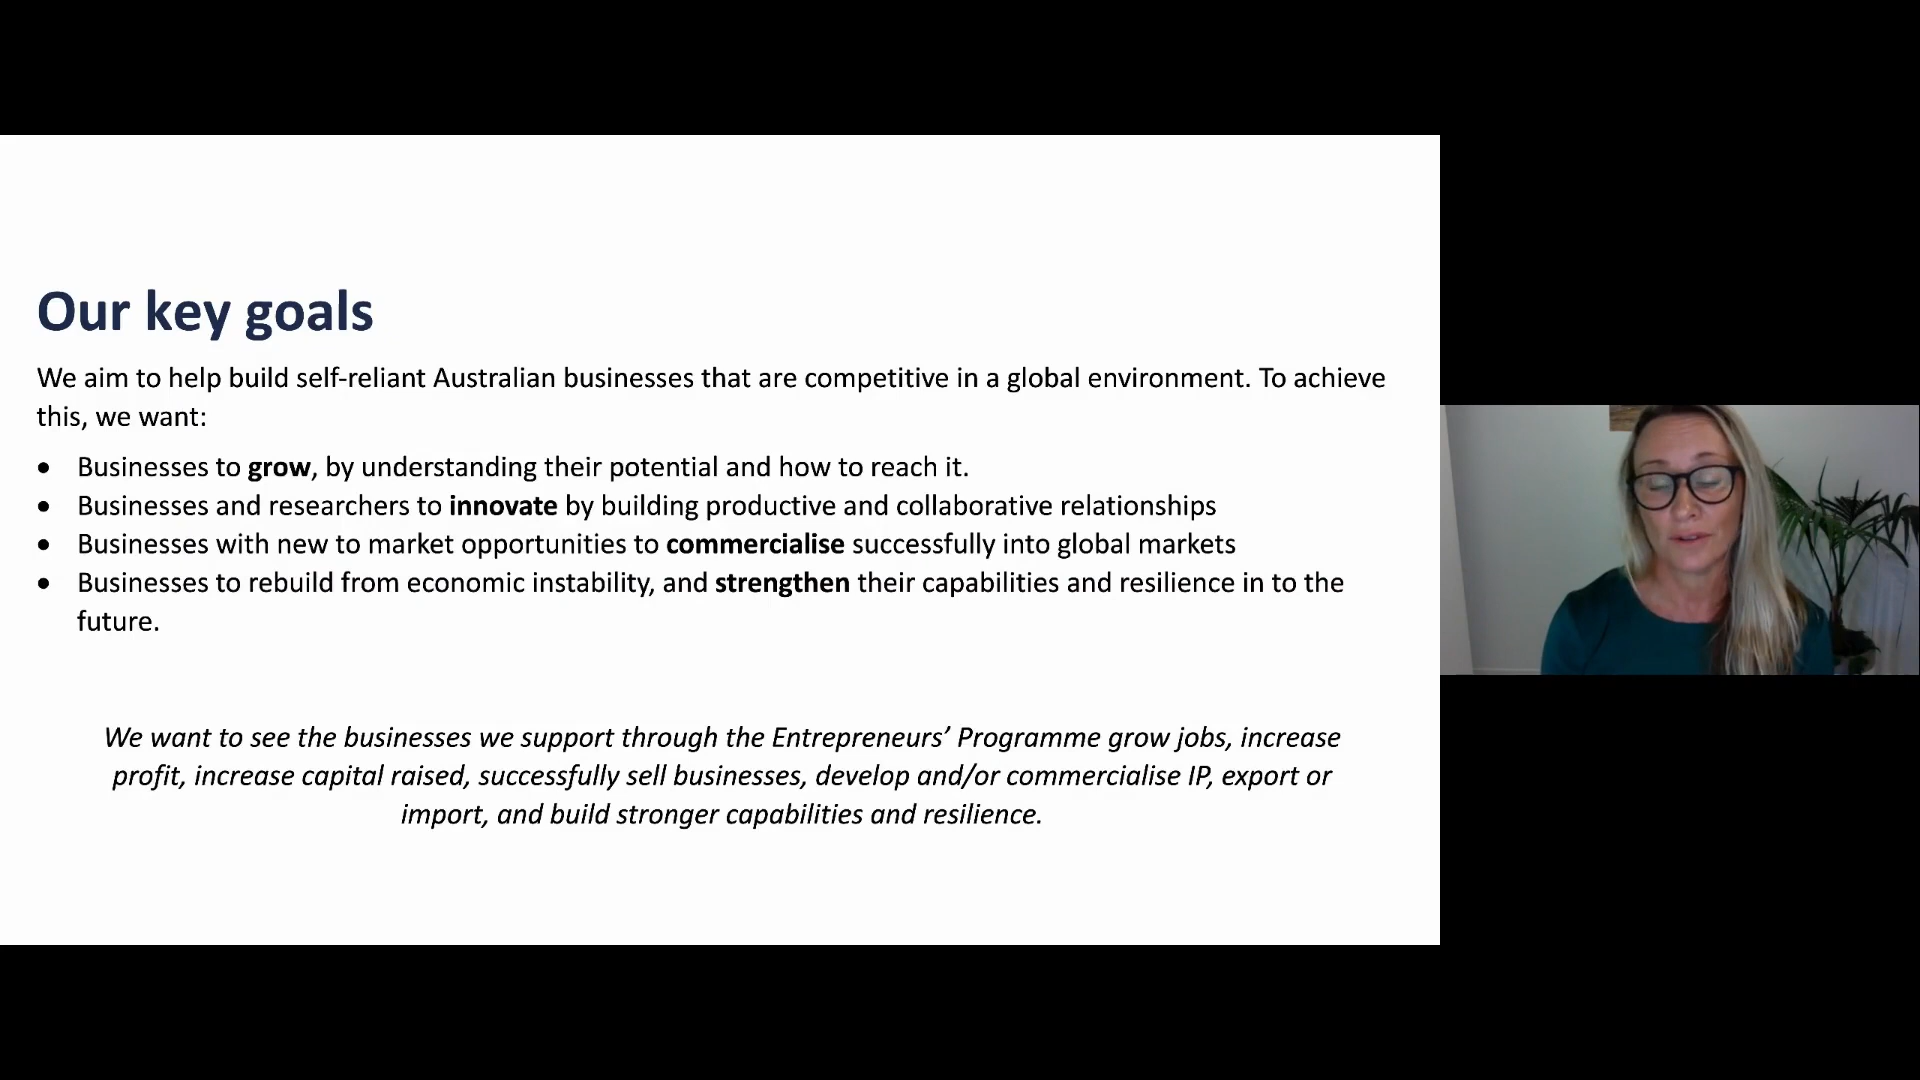 Our key goals
We aim to help build self-reliant Australian businesses that are competitive in a global environment. To achieve
this, we want:
• Businesses to grow, by understanding their potential and how to reach it.
• Businesses and researchers to innovate by building productive and collaborative relationships
• Businesses with new to market opportunities to commercialise successfully into global markets
• Businesses to rebuild from economic instability, and strengthen their capabilities and resilience in to the
future.
We want to see the businesses we support through the Entrepreneurs’ Programme grow jobs, increase
profit, increase capital raised, successfully sell businesses, develop and/or commercialise IP, export or
import, and build stronger capabilities and resilience.